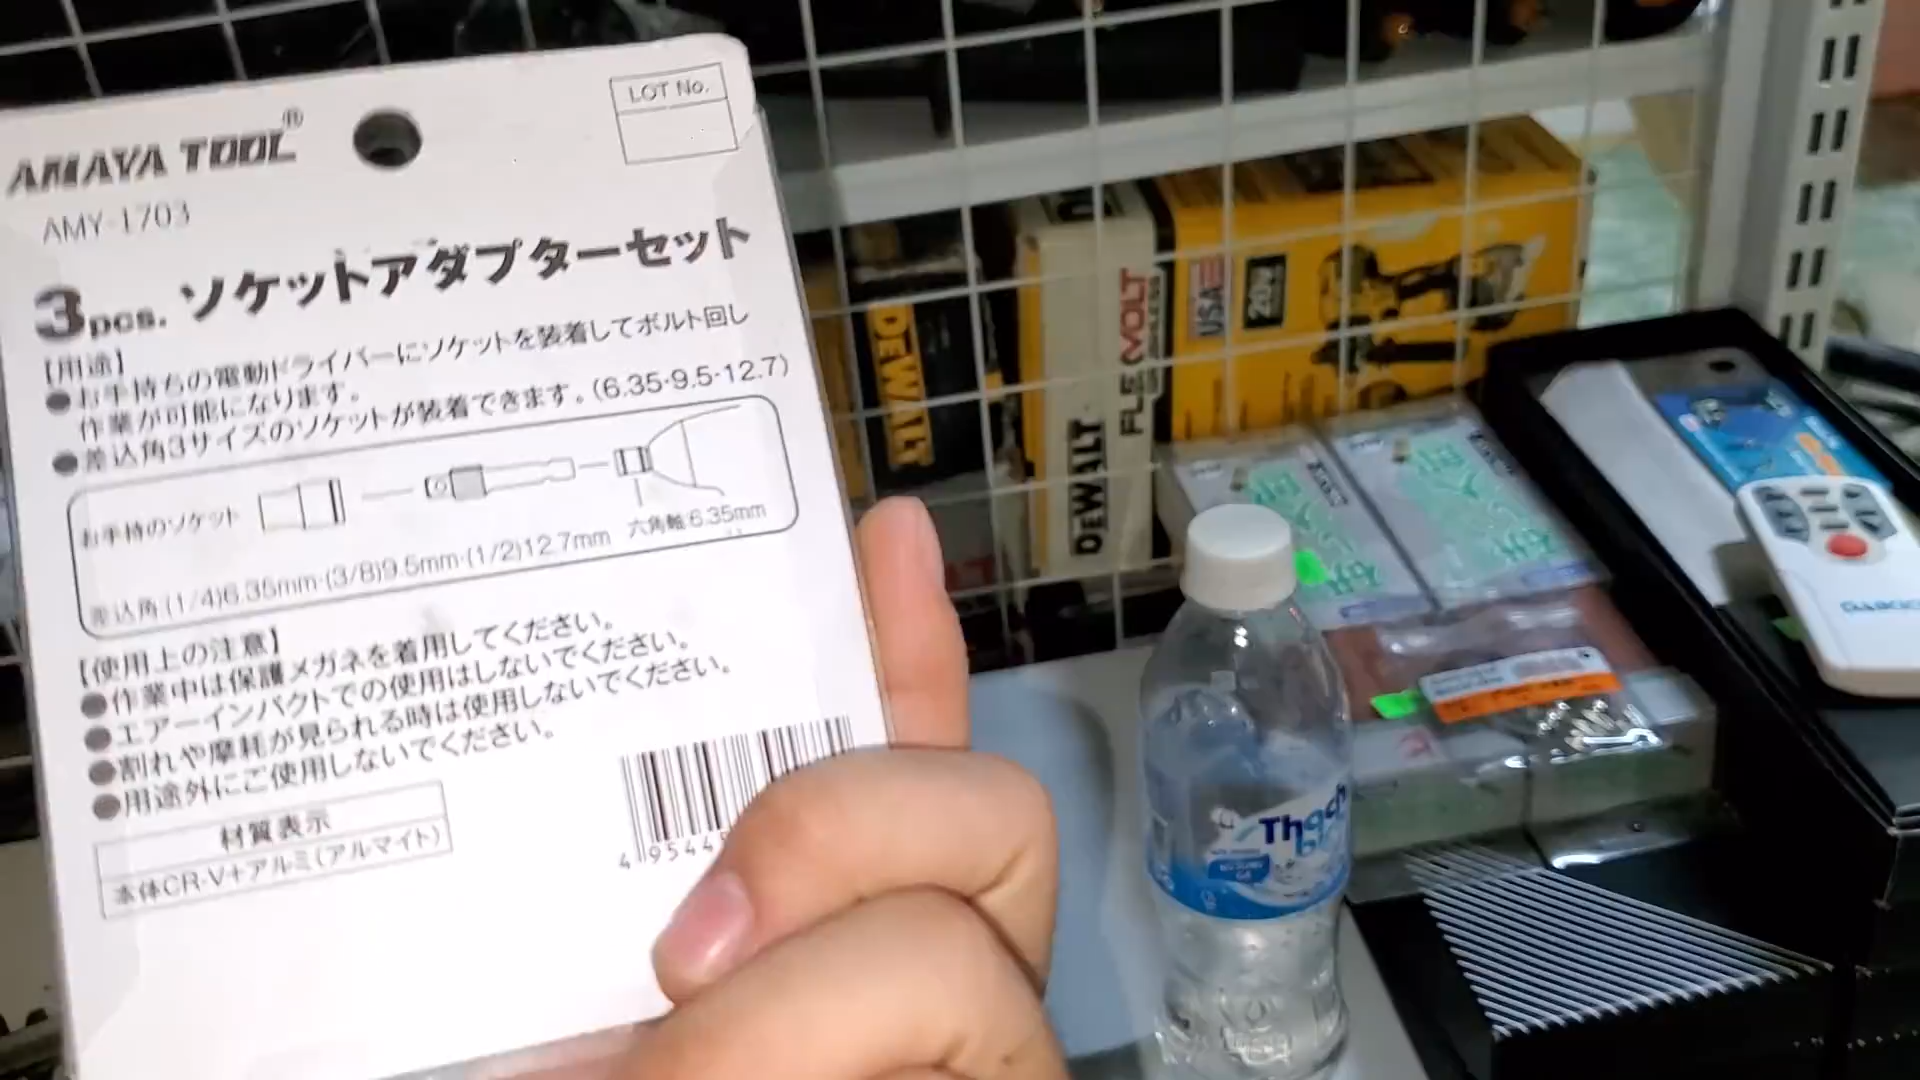 AMAYA TOOL®
LOT No.
AMY-1703
3pcs. ソケットアダプターセット
【用途】
●お手持ちの電動ドライバーにソケットを装着してボルト回し
作業が可能になります。
●差込角3サイズのソケットが装着できます。(6.35・9.5・12.7)
お手持のソケット
六角軸6.35mm
差込角(1/4)6.35mm・(3/8)9.5mm・(1/2)12.7mm
【使用上の注意】
●作業中は保護メガネを着用してください。
●エアーインパクトでの使用はしないでください。
●割れや摩耗が見られる時は使用しないでください。
●用途外にご使用しないでください。
材質表示
本体CR-V+アルミ(アルマイト)
4 9544
DEWALT
DEWALT
FLEXVOLT
USA
20V
Thạch